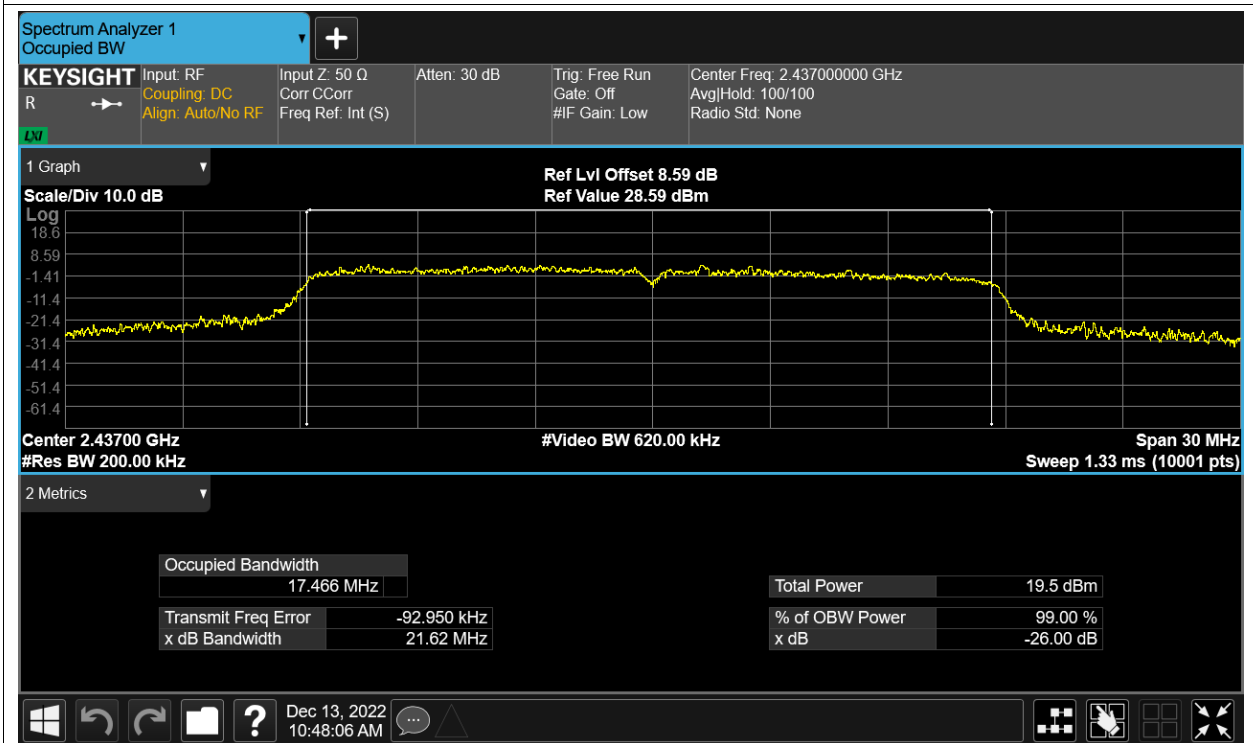 Spectrum Analyzer 1
Occupied BW
KEYSIGHT
R
LXI
Input: RF
Coupling: DC
Align: Auto/No RF
Input Z: 50 Ω
Corr CCorr
Freq Ref: Int (S)
Atten: 30 dB
Trig: Free Run
Gate: Off
#IF Gain: Low
Center Freq: 2.437000000 GHz
Avg|Hold: 100/100
Radio Std: None
1 Graph
Scale/Div 10.0 dB
Ref Lvl Offset 8.59 dB
Ref Value 28.59 dBm
Log
18.6
8.59
-1.41
-11.4
-21.4
-31.4
-41.4
-51.4
-61.4
Center 2.43700 GHz
#Video BW 620.00 kHz
Span 30 MHz
#Res BW 200.00 kHz
Sweep 1.33 ms (10001 pts)
2 Metrics
Occupied Bandwidth
17.466 MHz
Total Power 19.5 dBm
Transmit Freq Error -92.950 kHz
% of OBW Power 99.00 %
x dB Bandwidth 21.62 MHz
x dB -26.00 dB
Dec 13, 2022
10:48:06 AM